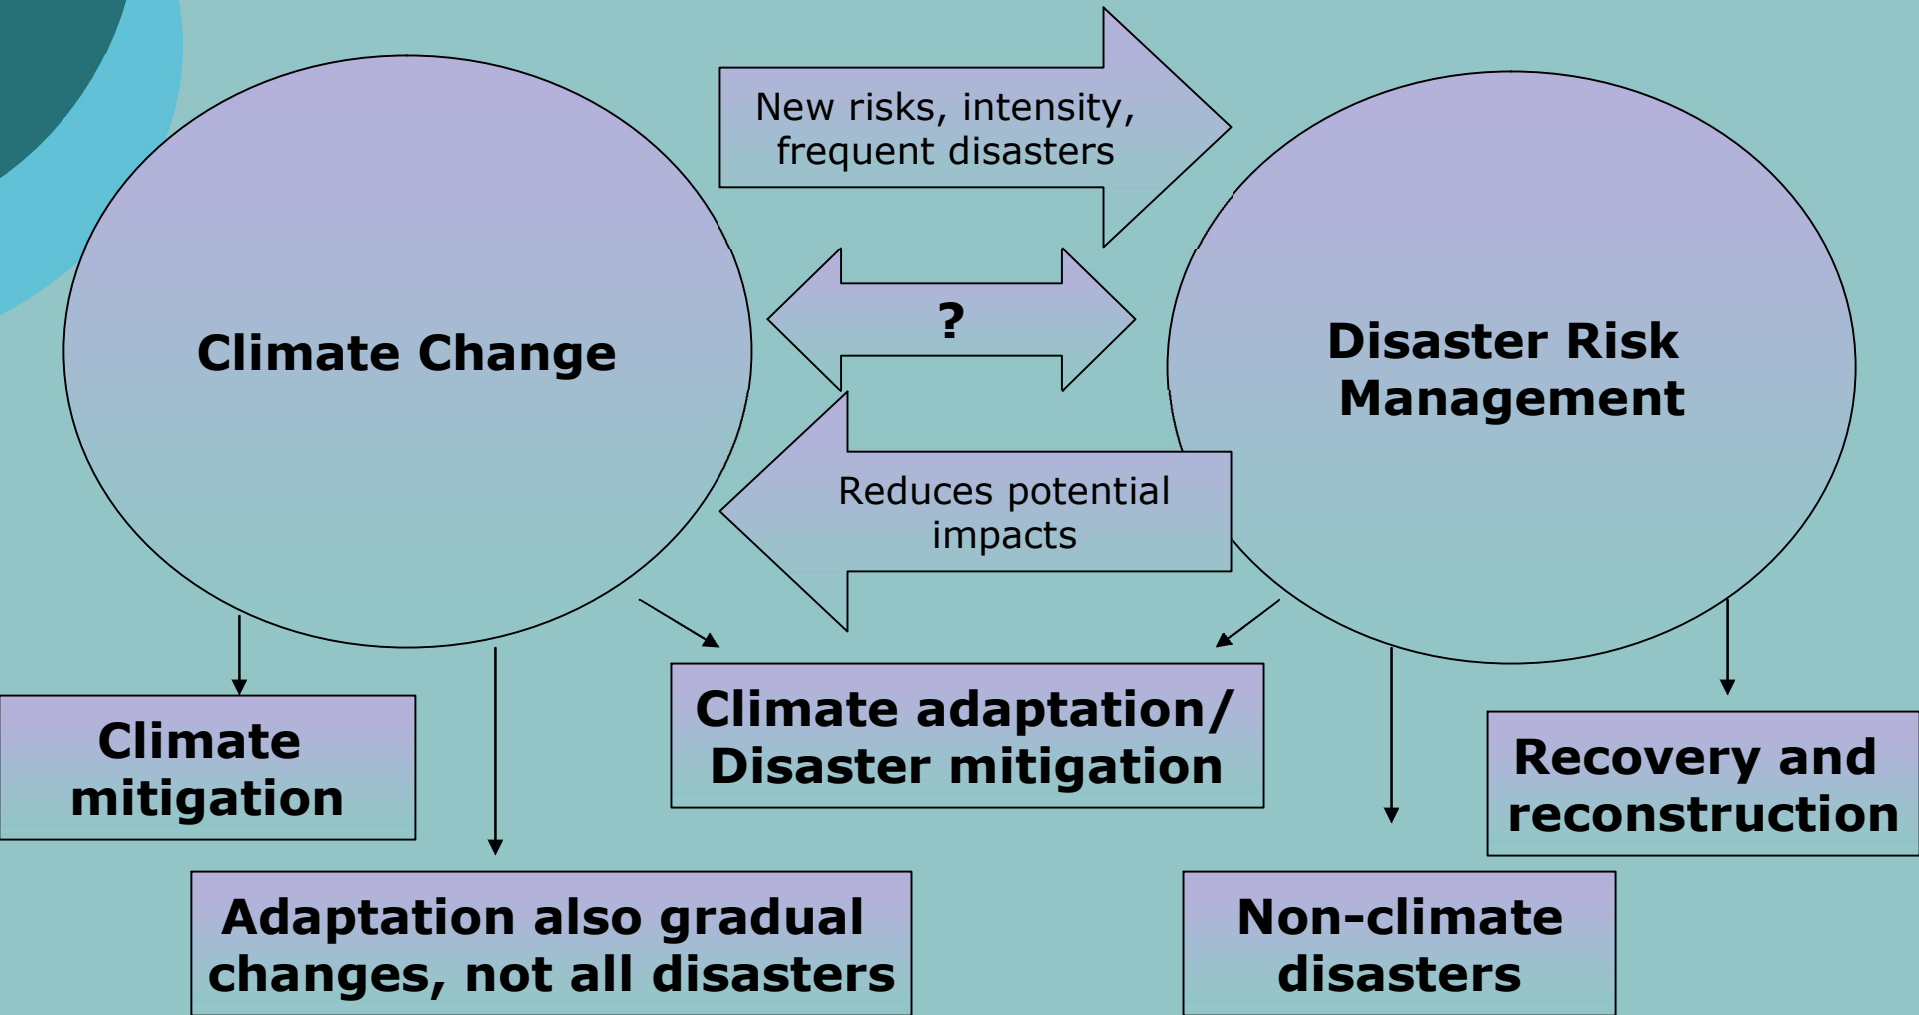 New risks, intensity,
frequent disasters
Climate Change
?
Disaster Risk
Management
Reduces potential
impacts
Climate
mitigation
Climate adaptation/
Disaster mitigation
Recovery and
reconstruction
Adaptation also gradual
changes, not all disasters
Non-climate
disasters